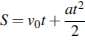 S = v₀t + at²/2